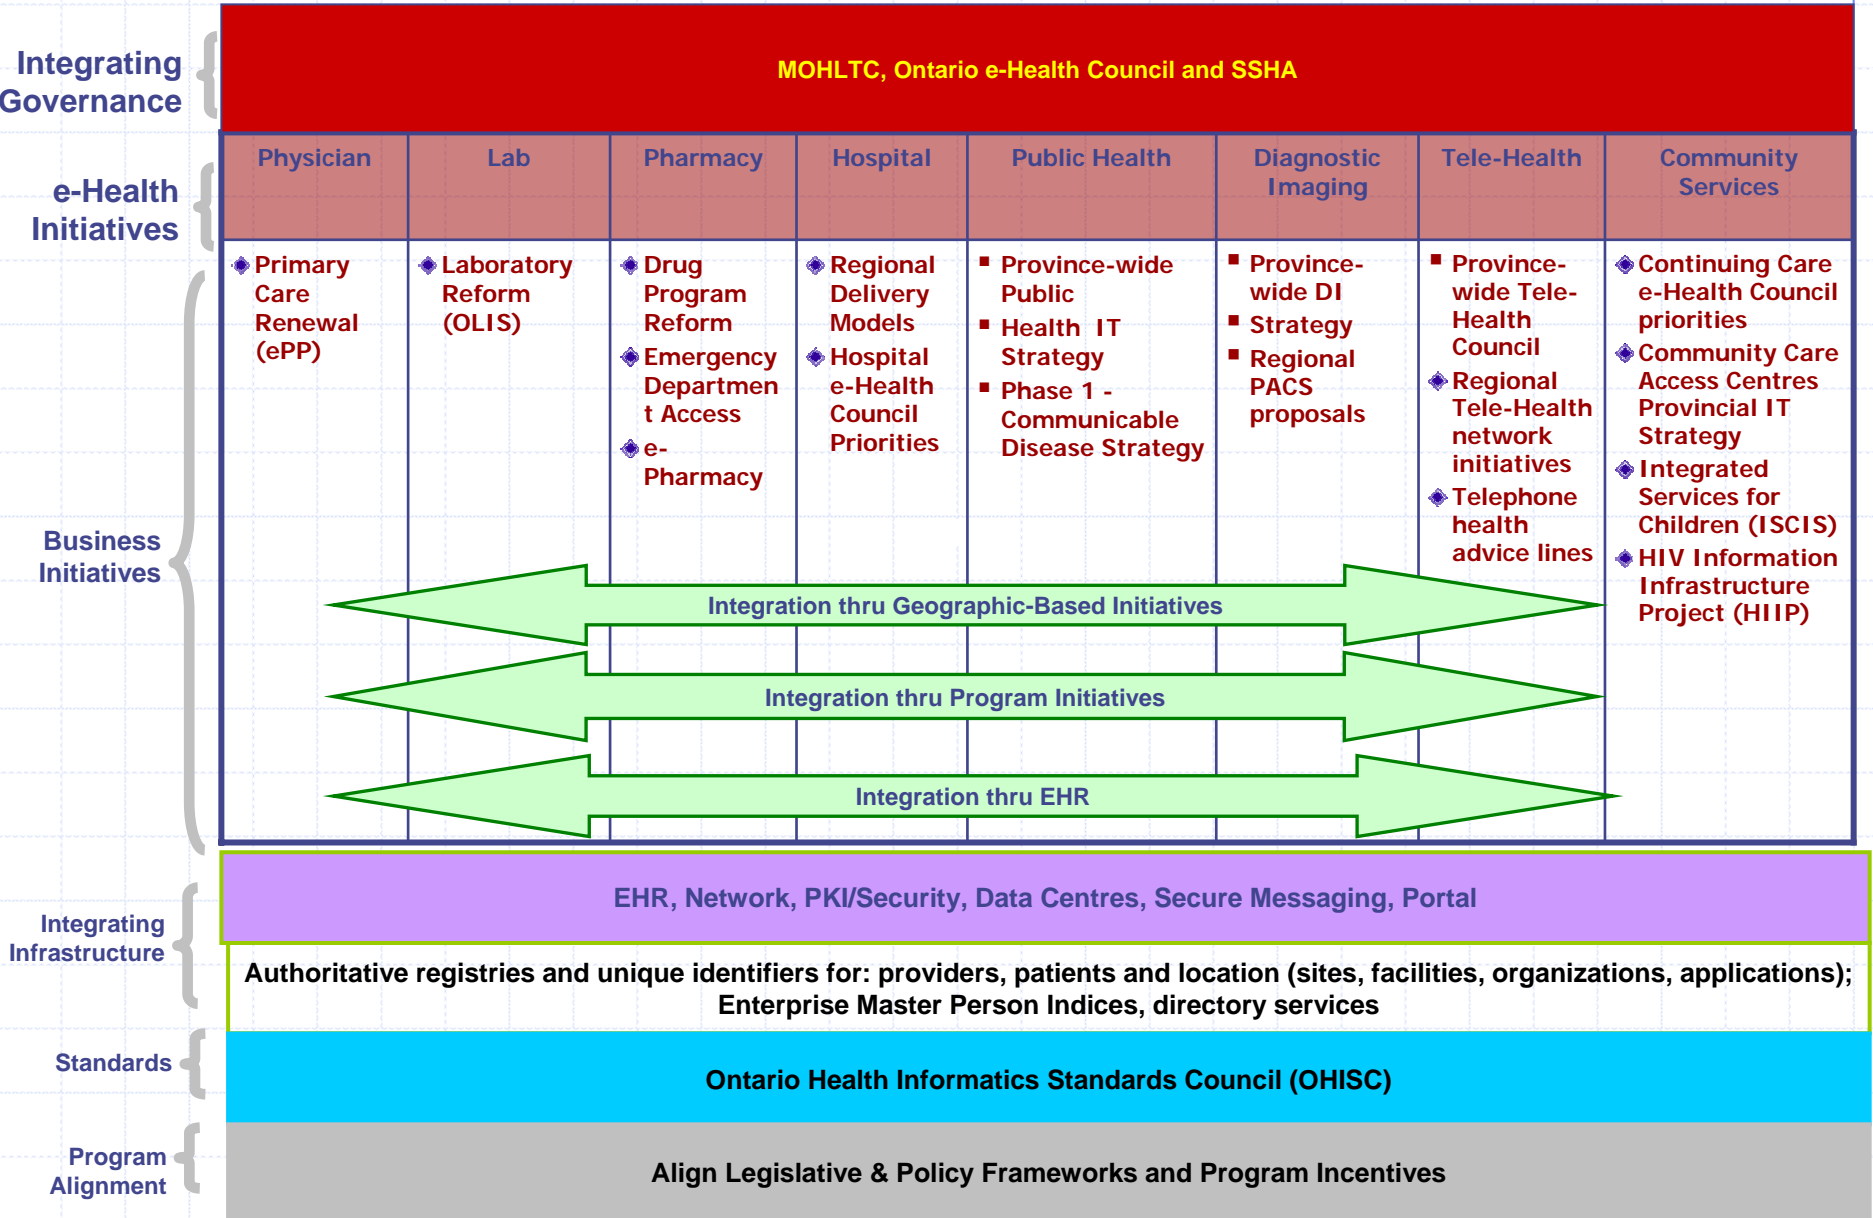 Integrating
Governance
MOHLTC, Ontario e-Health Council and SSHA
e-Health
Initiatives
Physician
Lab
Pharmacy
Hospital
Public Health
Diagnostic
Imaging
Tele-Health
Community
Services
Business
Initiatives
Primary
Care
Renewal
(ePP)
Laboratory
Reform
(OLIS)
Drug
Program
Reform
Emergency
Departmen
t Access
e-
Pharmacy
Regional
Delivery
Models
Hospital
e-Health
Council
Priorities
Province-wide
Public
Health IT
Strategy
Phase 1 -
Communicable
Disease Strategy
Province-
wide DI
Strategy
Regional
PACS
proposals
Province-
wide Tele-
Health
Council
Regional
Tele-Health
network
initiatives
Telephone
health
advice lines
Continuing Care
e-Health Council
priorities
Community Care
Access Centres
Provincial IT
Strategy
Integrated
Services for
Children (ISCIS)
HIV Information
Infrastructure
Project (HIIP)
Integration thru Geographic-Based Initiatives
Integration thru Program Initiatives
Integration thru EHR
Integrating
Infrastructure
EHR, Network, PKI/Security, Data Centres, Secure Messaging, Portal
Authoritative registries and unique identifiers for: providers, patients and location (sites, facilities, organizations, applications);
Enterprise Master Person Indices, directory services
Standards
Ontario Health Informatics Standards Council (OHISC)
Program
Alignment
Align Legislative & Policy Frameworks and Program Incentives